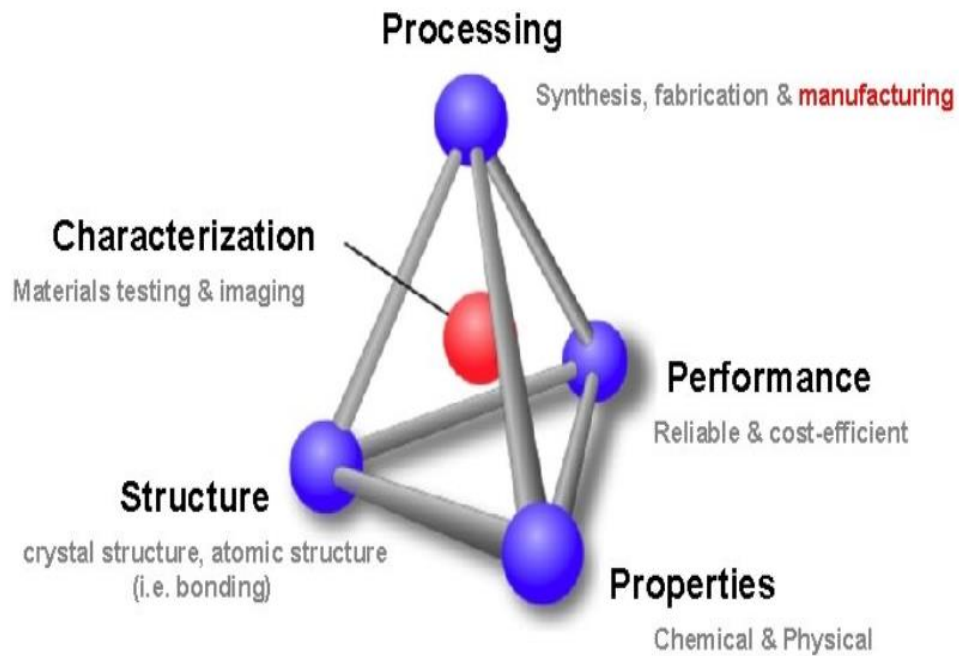 Processing
Synthesis, fabrication & manufacturing
Characterization
Materials testing & imaging
Performance
Reliable & cost-efficient
Structure
crystal structure, atomic structure
(i.e. bonding)
Properties
Chemical & Physical